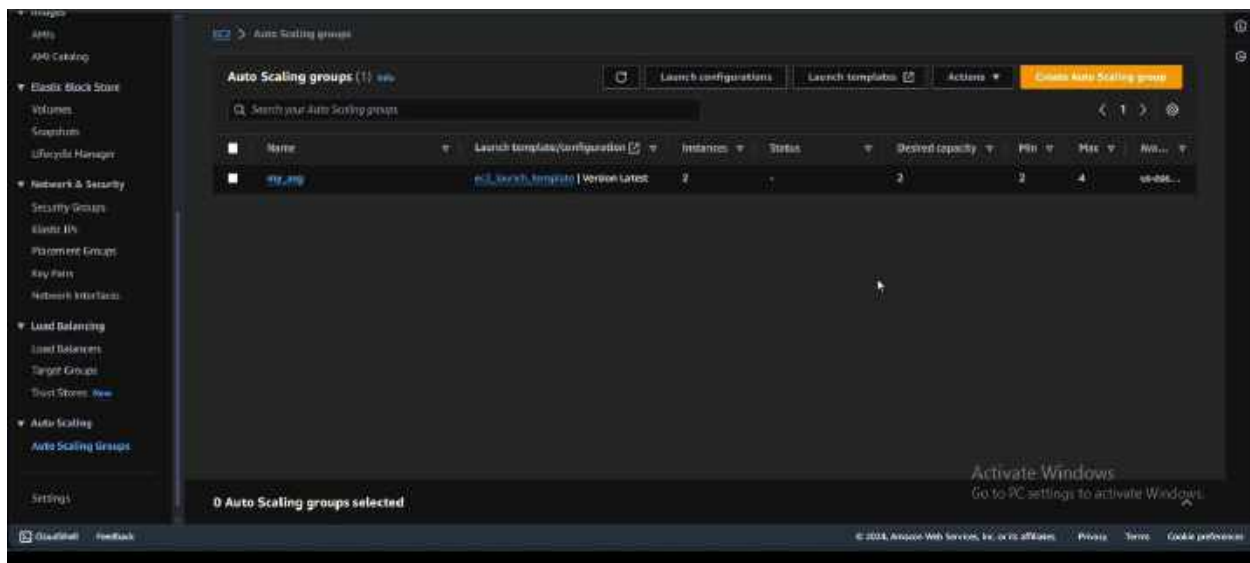 Images
AMIs
AMI Catalog
Elastic Block Store
Volumes
Snapshots
Lifecycle Manager
Network & Security
Security Groups
Elastic IPs
Placement Groups
Key Pairs
Network Interfaces
Load Balancing
Load Balancers
Target Groups
Trust Stores New
Auto Scaling
Auto Scaling Groups
Settings
EC2 > Auto Scaling groups
Auto Scaling groups (1) Info
Launch configurations
Launch templates
Actions
Create Auto Scaling group
Search your Auto Scaling groups
1
Name Launch template/configuration Instances Status Desired capacity Min Max Ava...
my_asg ec2_launch_template | Version Latest 2 - 2 2 4 us-eas...
0 Auto Scaling groups selected
Activate Windows
Go to PC settings to activate Windows.
CloudShell Feedback © 2024, Amazon Web Services, Inc. or its affiliates. Privacy Terms Cookie preferences